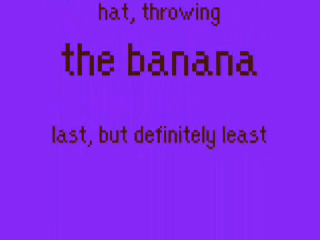 hat, throwing
the banana
last, but definitely least